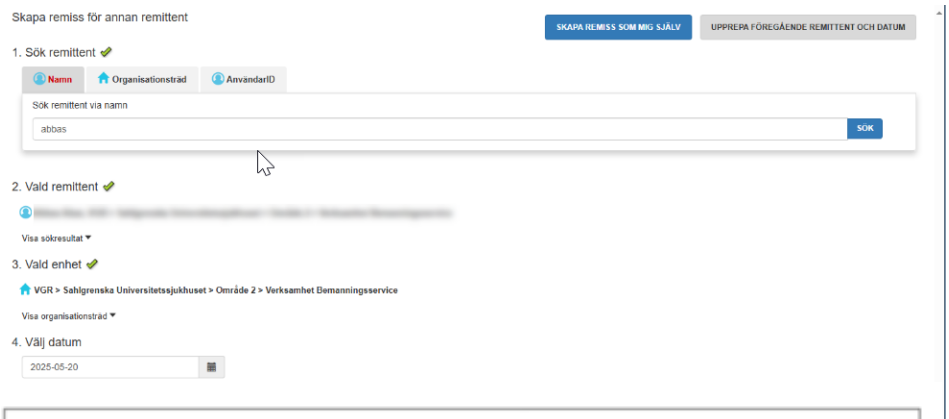 Skapa remiss för annan remittent
SKAPA REMISS SOM MIG SJÄLV
UPPREPA FÖREGÅENDE REMITTENT OCH DATUM
1. Sök remittent
Namn
Organisationsträd
AnvändarID
Sök remittent via namn
abbas
SÖK
2. Vald remittent
Visa sökresultat
3. Vald enhet
VGR > Sahlgrenska Universitetssjukhuset > Område 2 > Verksamhet Bemanningsservice
Visa organisationsträd
4. Välj datum
2025-05-20